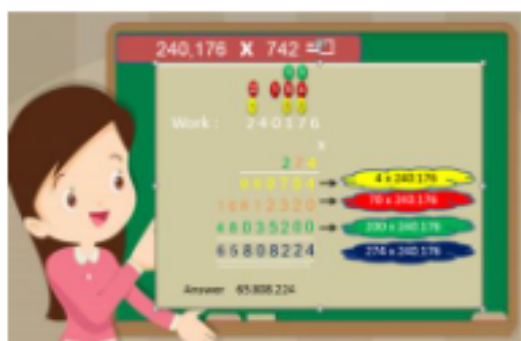 240,176 X 742 =
Work : 2 4 0 1 7 6
x
2 7 4
9 6 0 7 0 4
4 x 240.176
1 6 8 1 2 3 2 0
70 x 240.176
4 8 0 3 5 2 0 0
200 x 240.176
6 5 8 0 8 2 2 4
274 x 240.176
Answer 65.808.224